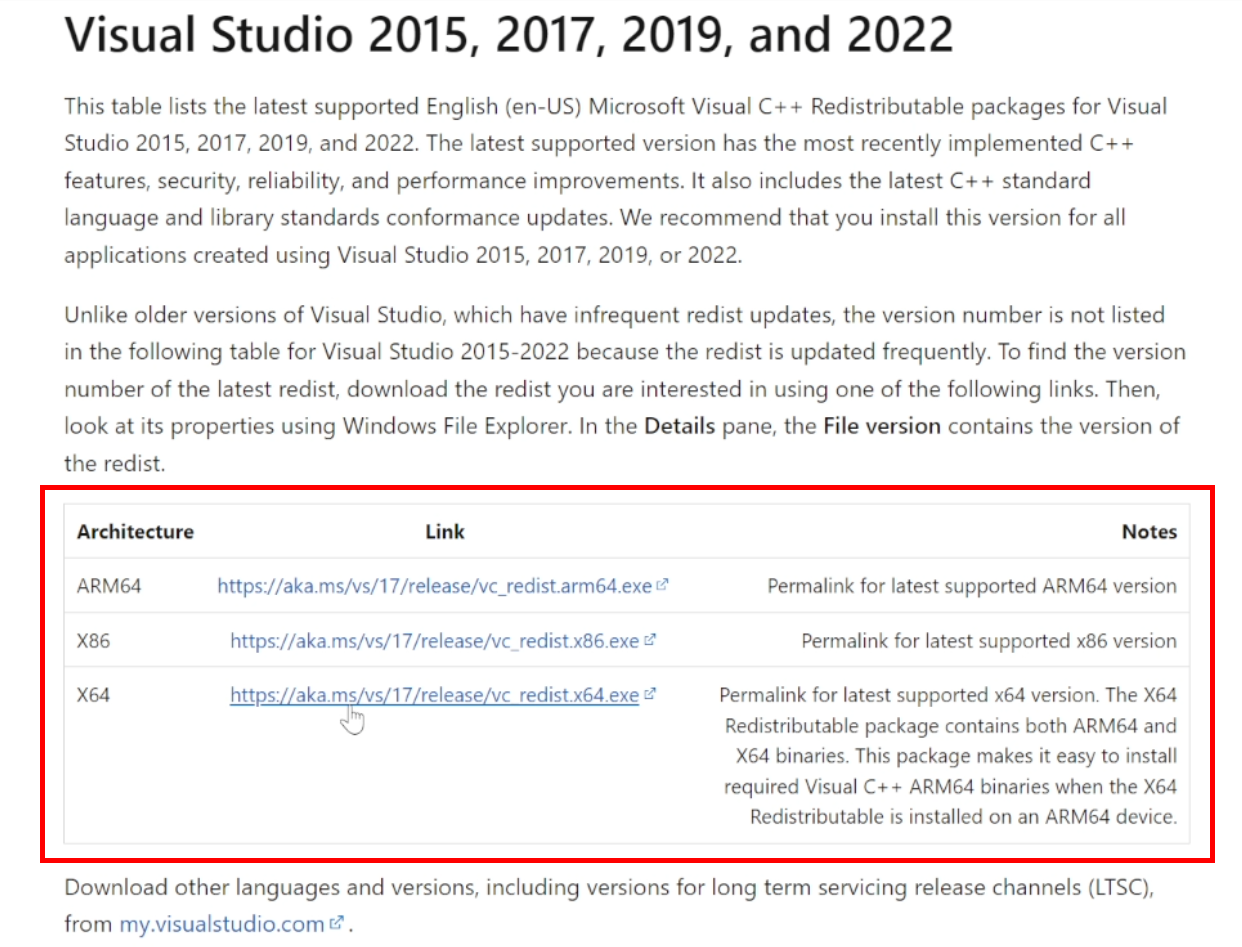 Visual Studio 2015, 2017, 2019, and 2022
This table lists the latest supported English (en-US) Microsoft Visual C++ Redistributable packages for Visual
Studio 2015, 2017, 2019, and 2022. The latest supported version has the most recently implemented C++
features, security, reliability, and performance improvements. It also includes the latest C++ standard
language and library standards conformance updates. We recommend that you install this version for all
applications created using Visual Studio 2015, 2017, 2019, or 2022.
Unlike older versions of Visual Studio, which have infrequent redist updates, the version number is not listed
in the following table for Visual Studio 2015-2022 because the redist is updated frequently. To find the version
number of the latest redist, download the redist you are interested in using one of the following links. Then,
look at its properties using Windows File Explorer. In the Details pane, the File version contains the version of
the redist.
Architecture Link Notes
ARM64 https://aka.ms/vs/17/release/vc_redist.arm64.exe Permalink for latest supported ARM64 version
X86 https://aka.ms/vs/17/release/vc_redist.x86.exe Permalink for latest supported x86 version
X64 https://aka.ms/vs/17/release/vc_redist.x64.exe Permalink for latest supported x64 version. The X64
Redistributable package contains both ARM64 and
X64 binaries. This package makes it easy to install
required Visual C++ ARM64 binaries when the X64
Redistributable is installed on an ARM64 device.
Download other languages and versions, including versions for long term servicing release channels (LTSC),
from my.visualstudio.com .